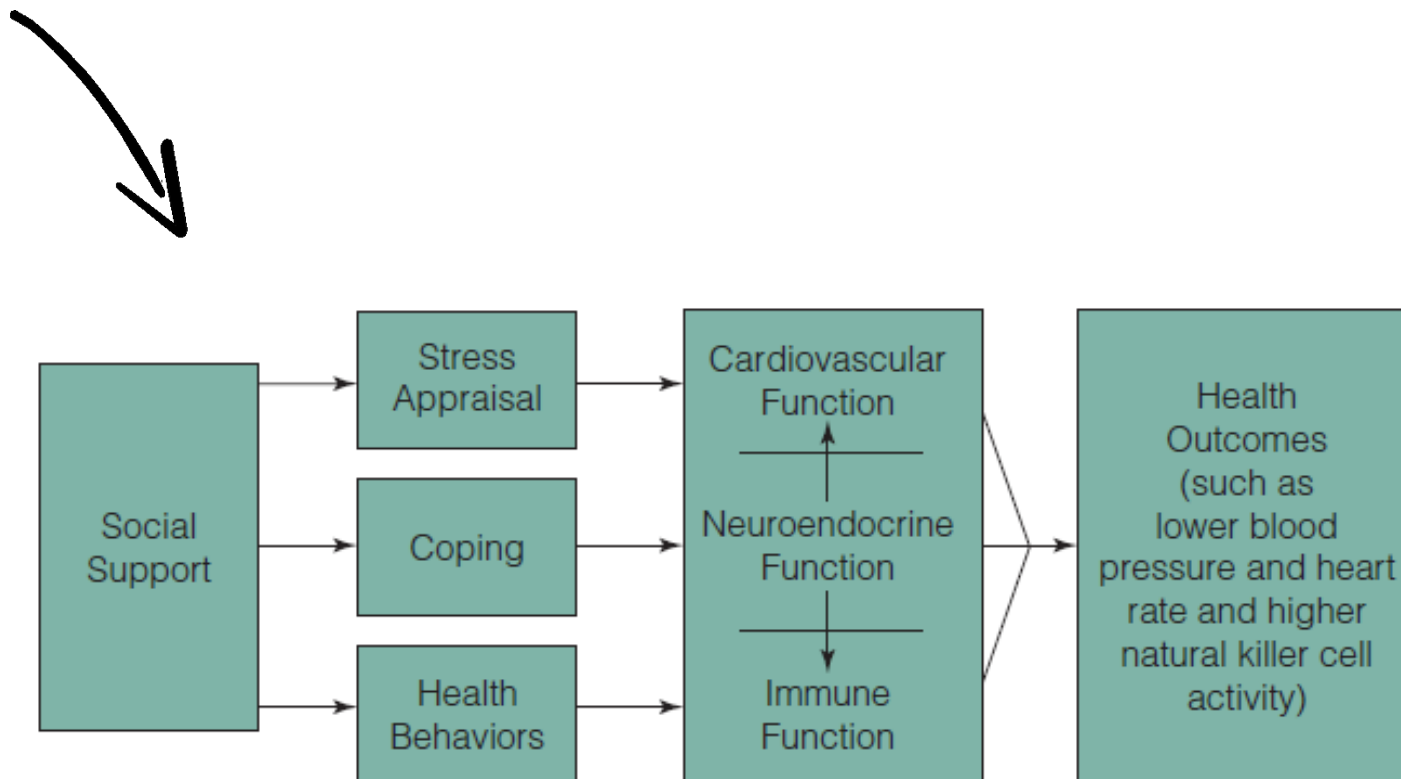 Social
Support
Stress
Appraisal
Coping
Health
Behaviors
Cardiovascular
Function
Neuroendocrine
Function
Immune
Function
Health
Outcomes
(such as
lower blood
pressure and heart
rate and higher
natural killer cell
activity)